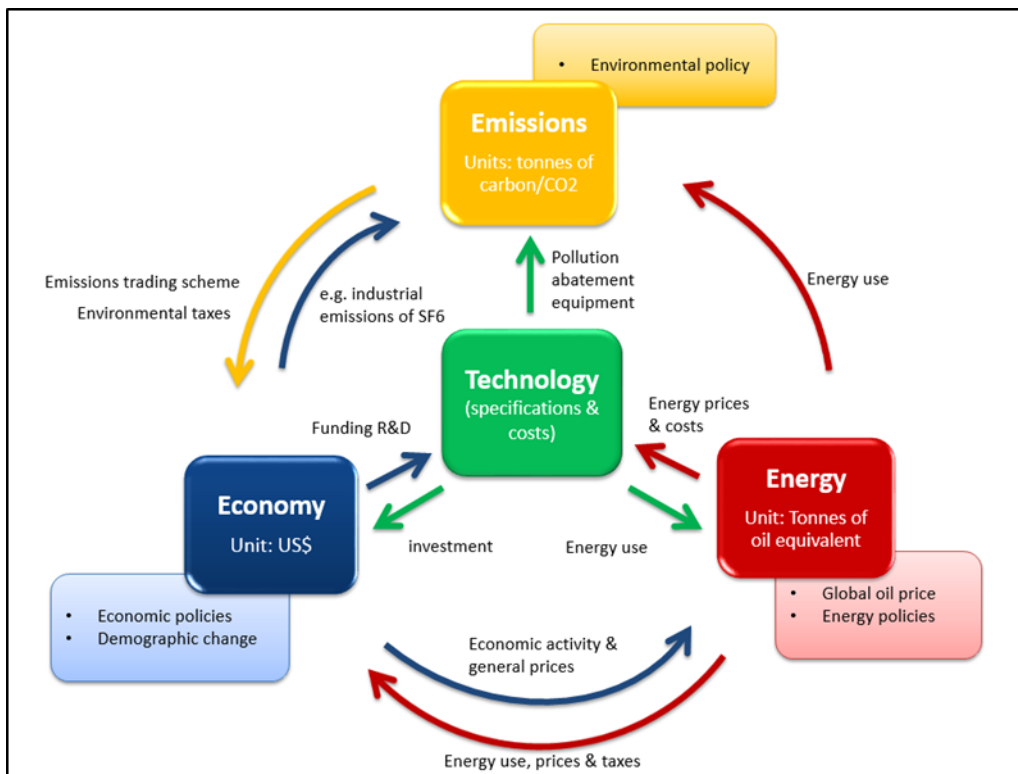 • Environmental policy
Emissions
Units: tonnes of
carbon/CO2
Emissions trading scheme
Environmental taxes
e.g. industrial
emissions of SF6
Pollution
abatement
equipment
Energy use
Technology
(specifications &
costs)
Funding R&D
Energy prices
& costs
Economy
Unit: US$
investment
Energy use
Energy
Unit: Tonnes of
oil equivalent
• Economic policies
• Demographic change
• Global oil price
• Energy policies
Economic activity &
general prices
Energy use, prices & taxes